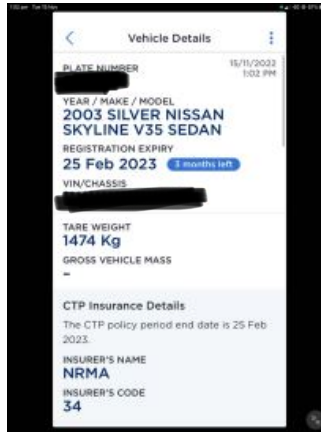 Vehicle Details
PLATE NUMBER
15/11/2022
1:02 PM
YEAR / MAKE / MODEL
2003 SILVER NISSAN
SKYLINE V35 SEDAN
REGISTRATION EXPIRY
25 Feb 2023 3 months left
VIN/CHASSIS
TARE WEIGHT
1474 Kg
GROSS VEHICLE MASS
-
CTP Insurance Details
The CTP policy period end date is 25 Feb
2023.
INSURER'S NAME
NRMA
INSURER'S CODE
34